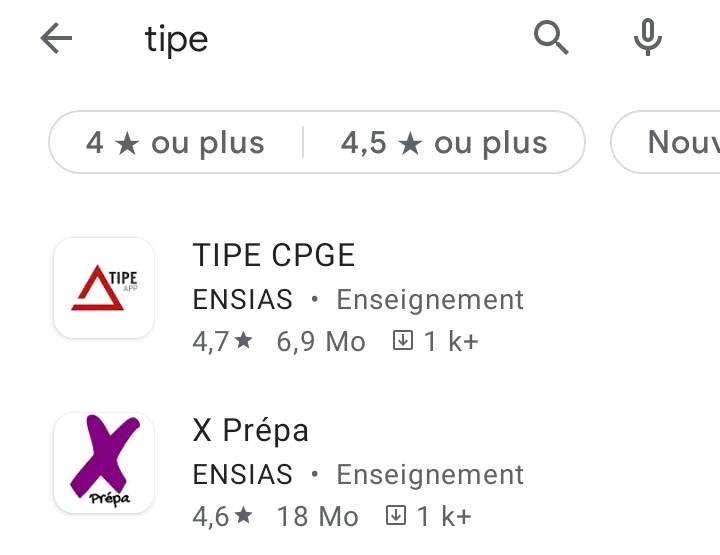 tipe
4 ★ ou plus | 4,5 ★ ou plus
Nouv
TIPE CPGE
TIPE
APP
ENSIAS • Enseignement
4,7★ 6,9 Mo 1 k+
X Prépa
X
Prépa
ENSIAS • Enseignement
4,6★ 18 Mo 1 k+